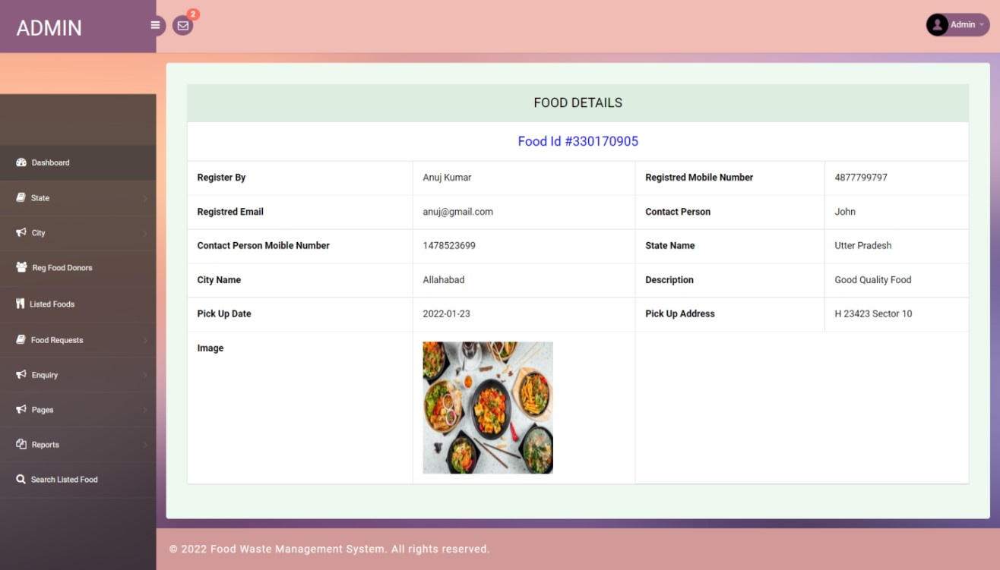 ADMIN
2
Admin
FOOD DETAILS
Food Id #330170905
Register By Anuj Kumar Registred Mobile Number 4877799797
Registred Email anuj@gmail.com Contact Person John
Contact Person Moible Number 1478523699 State Name Utter Pradesh
City Name Allahabad Description Good Quality Food
Pick Up Date 2022-01-23 Pick Up Address H 23423 Sector 10
Image
Dashboard
State
City
Reg Food Donors
Listed Foods
Food Requests
Enquiry
Pages
Reports
Search Listed Food
© 2022 Food Waste Management System. All rights reserved.